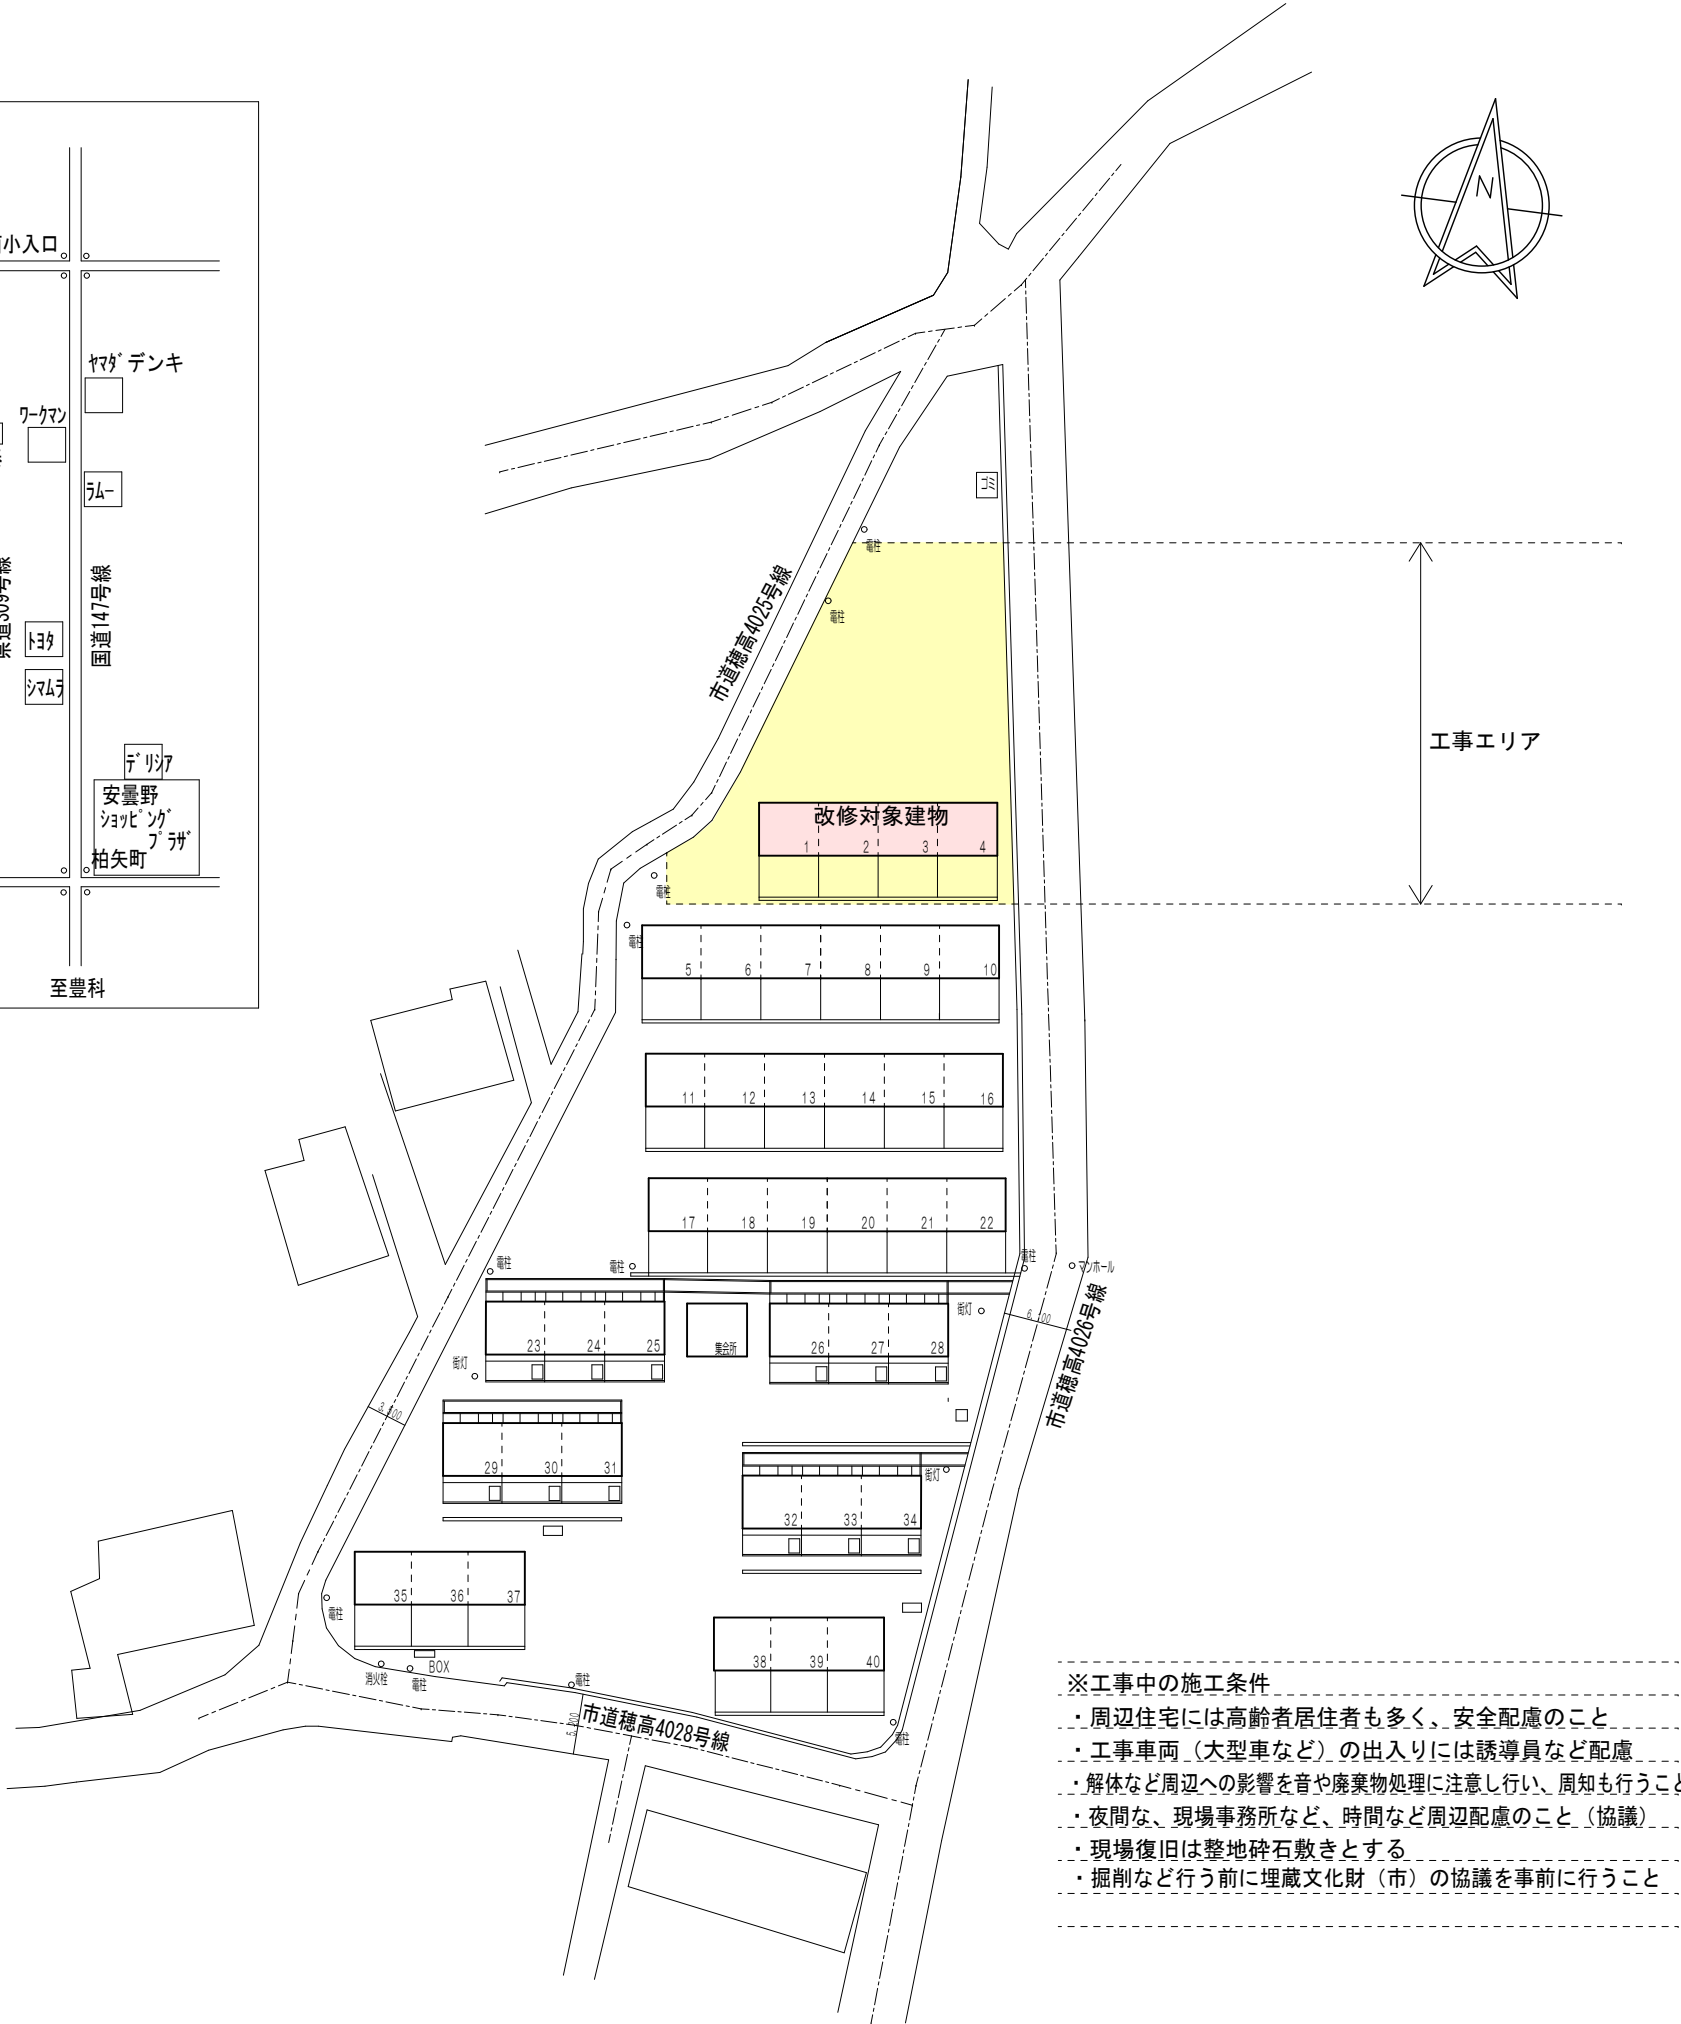 小入口
ヤマダデンキ
ワークマン
ラムー
国道147号線
県道309号線
トヨタ
シマムラ
デリシア
安曇野
ショッピング
プラザ
柏矢町
至豊科
N
ゴミ
電柱
電柱
市道穂高4025号線
工事エリア
改修対象建物
1 2 3 4
電柱
電柱
5 6 7 8 9 10
11 12 13 14 15 16
17 18 19 20 21 22
電柱
電柱
電柱
マンホール
街灯
市道穂高4026号線
23 24 25
集会所
26 27 28
街灯
29 30 31
街灯
32 33 34
35 36 37
電柱
38 39 40
消火栓
電柱
BOX
電柱
電柱
市道穂高4028号線
※工事中の施工条件
・周辺住宅には高齢者居住者も多く、安全配慮のこと
・工事車両（大型車など）の出入りには誘導員など配慮
・解体など周辺への影響を音や廃棄物処理に注意し行い、周知も行うこと
・夜間な、現場事務所など、時間など周辺配慮のこと（協議）
・現場復旧は整地砕石敷きとする
・掘削など行う前に埋蔵文化財（市）の協議を事前に行うこと